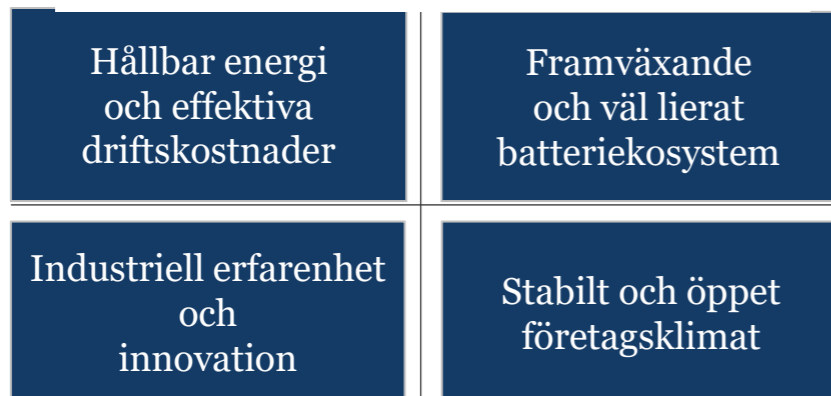 Hållbar energi
och effektiva
driftskostnader
Framväxande
och väl lierat
batteriekosystem
Industriell erfarenhet
och
innovation
Stabilt och öppet
företagsklimat